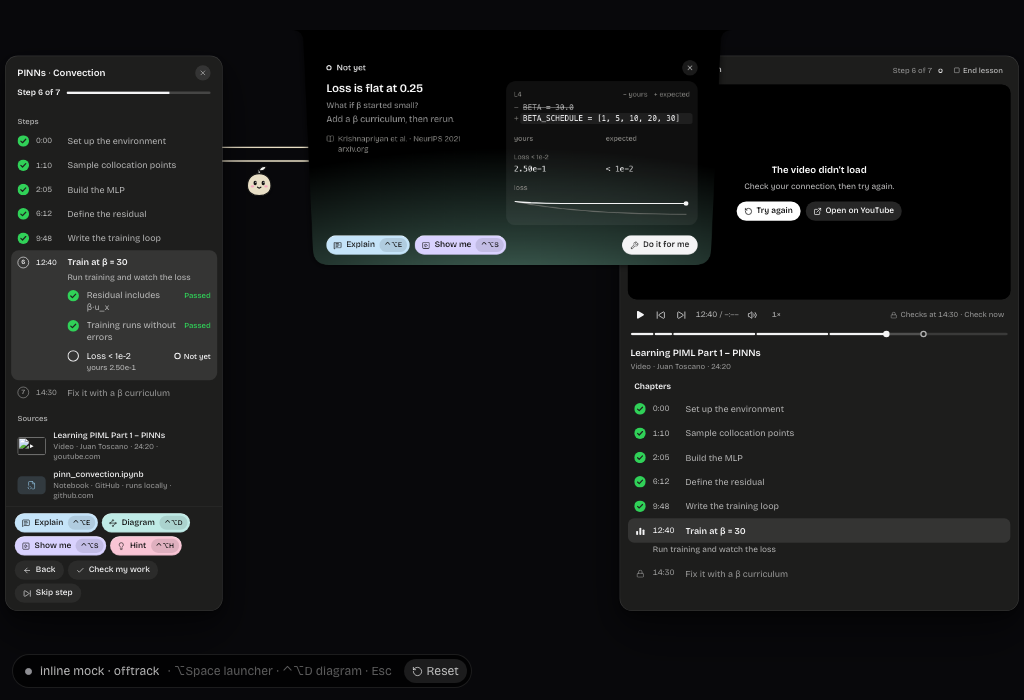 PINNs · Convection
Step 6 of 7
Steps
0:00 Set up the environment
1:10 Sample collocation points
2:05 Build the MLP
6:12 Define the residual
9:48 Write the training loop
6 12:40 Train at β = 30
Run training and watch the loss
Residual includes Passed
β·u_x
Training runs without Passed
errors
Loss < 1e-2 Not yet
yours 2.50e-1
7 14:30 Fix it with a β curriculum
Sources
Learning PIML Part 1 – PINNs
Video · Juan Toscano · 24:20 ·
youtube.com
pinn_convection.ipynb
Notebook · GitHub · runs locally ·
github.com
Explain ⌃⌥E Diagram ⌃⌥D
Show me ⌃⌥S Hint ⌃⌥H
Back Check my work
Skip step
Not yet
Loss is flat at 0.25
What if β started small?
Add a β curriculum, then rerun.
Krishnapriyan et al. · NeurIPS 2021
arxiv.org
L4 − yours + expected
− BETA = 30.0
+ BETA_SCHEDULE = [1, 5, 10, 20, 30]
yours expected
Loss < 1e-2
2.50e-1 < 1e-2
loss
Explain ⌃⌥E Show me ⌃⌥S Do it for me
Step 6 of 7 End lesson
The video didn't load
Check your connection, then try again.
Try again Open on YouTube
12:40 / --:-- 1× Checks at 14:30 · Check now
Learning PIML Part 1 – PINNs
Video · Juan Toscano · 24:20
Chapters
0:00 Set up the environment
1:10 Sample collocation points
2:05 Build the MLP
6:12 Define the residual
9:48 Write the training loop
12:40 Train at β = 30
Run training and watch the loss
14:30 Fix it with a β curriculum
inline mock · offtrack · ⌥Space launcher · ⌃⌥D diagram · Esc Reset